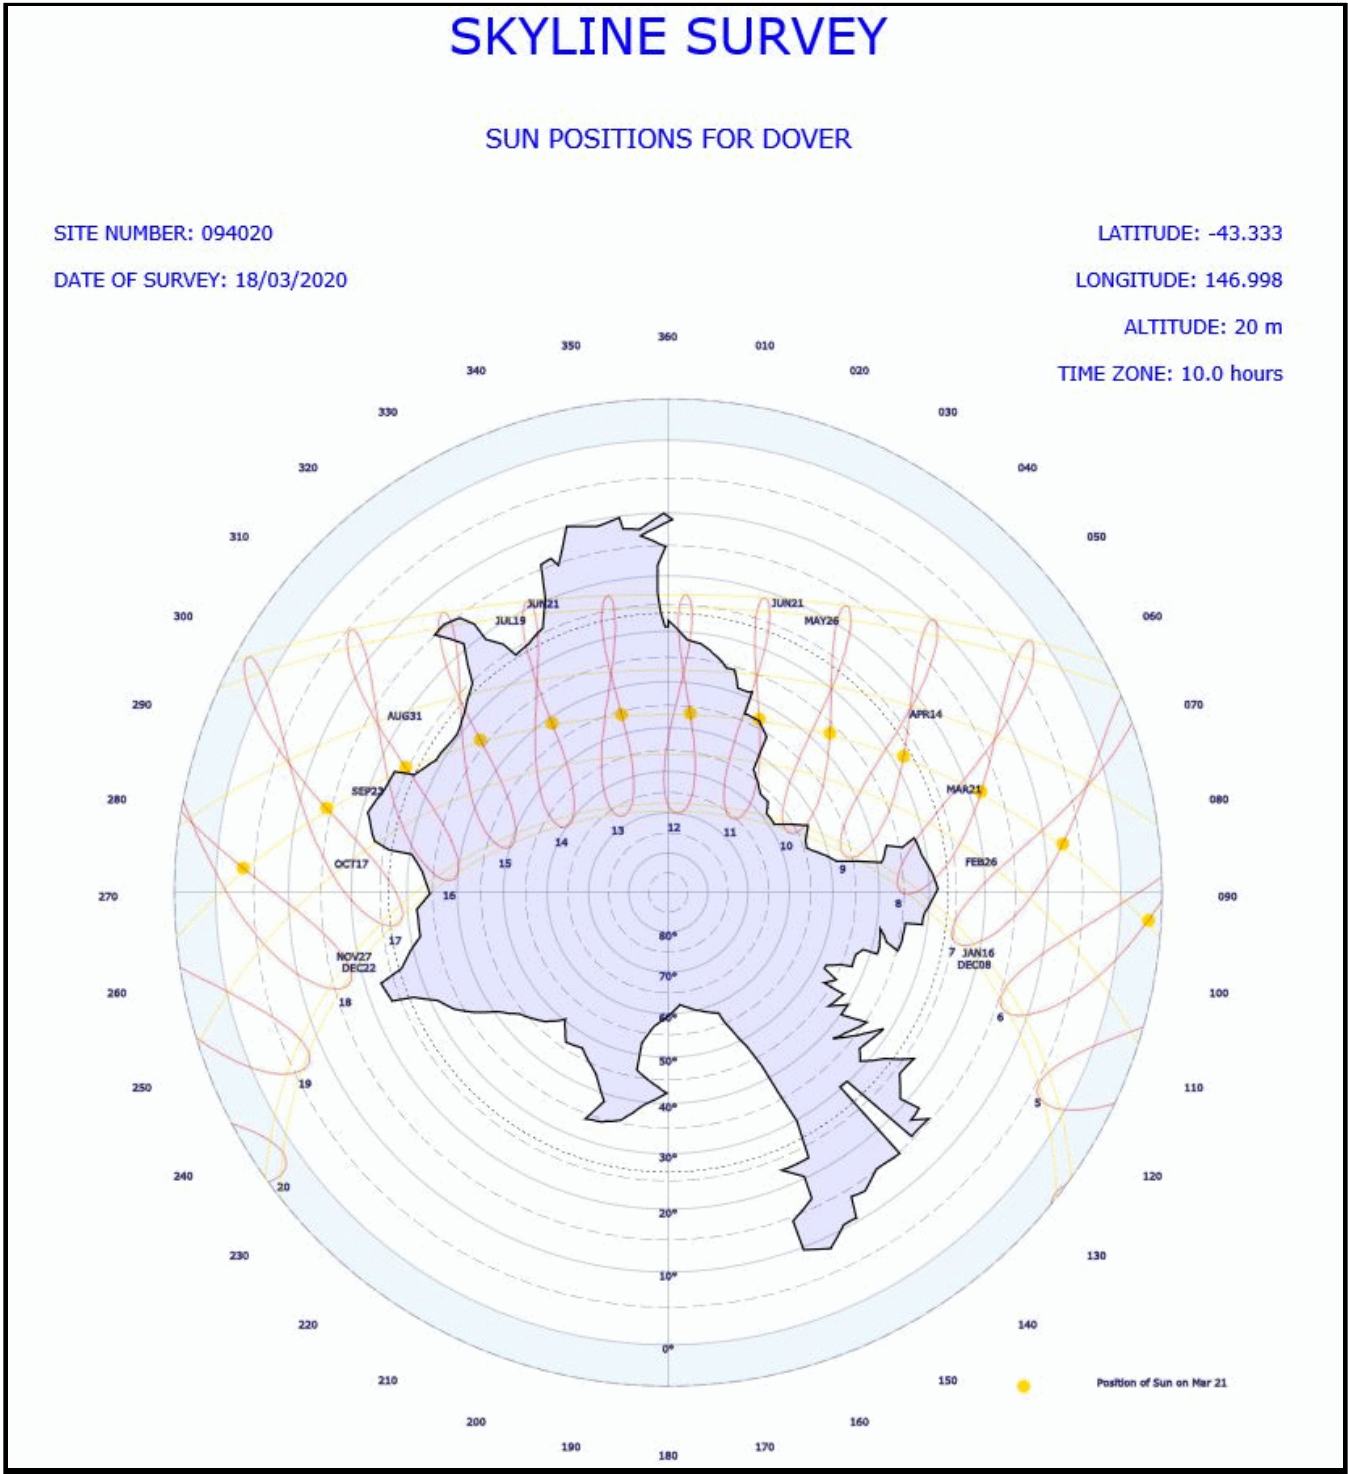 SKYLINE SURVEY
SUN POSITIONS FOR DOVER
SITE NUMBER: 094020
LATITUDE: -43.333
DATE OF SURVEY: 18/03/2020
LONGITUDE: 146.998
ALTITUDE: 20 m
TIME ZONE: 10.0 hours
360
350
010
340
020
330
030
320
040
310
050
300
060
290
070
280
080
270
090
260
100
250
110
240
120
230
130
220
140
210
150
200
160
190
170
180
JUN21
JUN21
JUL19
MAY26
AUG31
APR14
SEP23
MAR21
OCT17
FEB26
NOV27
DEC22
JAN16
DEC08
12
13
11
14
10
15
9
16
8
17
7
18
6
19
5
20
80°
70°
60°
50°
40°
30°
20°
10°
0°
Position of Sun on Mar 21